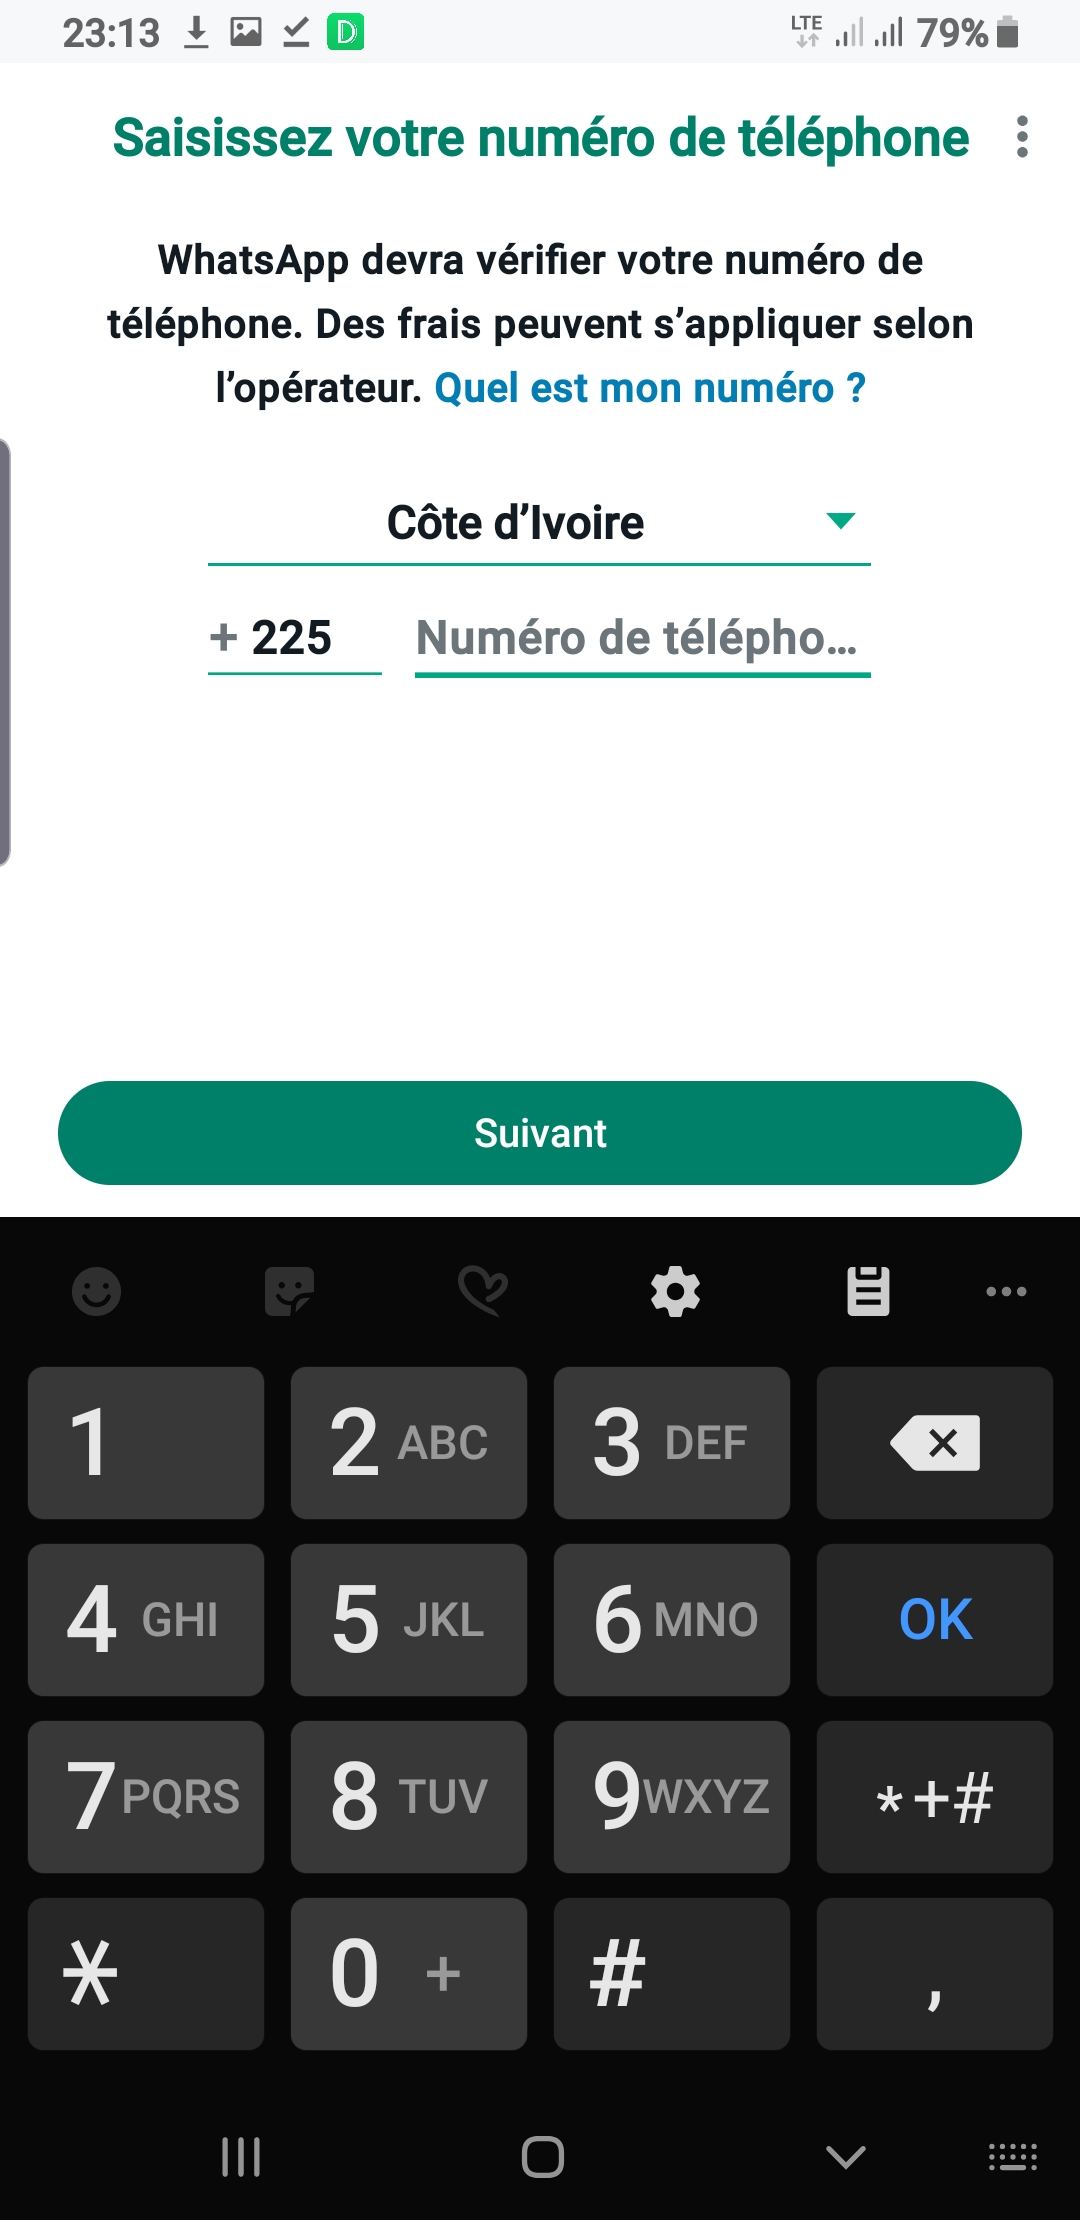 23:13 D LTE 79%
Saisissez votre numéro de téléphone
WhatsApp devra vérifier votre numéro de
téléphone. Des frais peuvent s’appliquer selon
l’opérateur. Quel est mon numéro ?
Côte d’Ivoire
+ 225 Numéro de télépho...
Suivant
1 2 ABC 3 DEF
4 GHI 5 JKL 6 MNO OK
7 PQRS 8 TUV 9 WXYZ *+#
* 0 + # ,